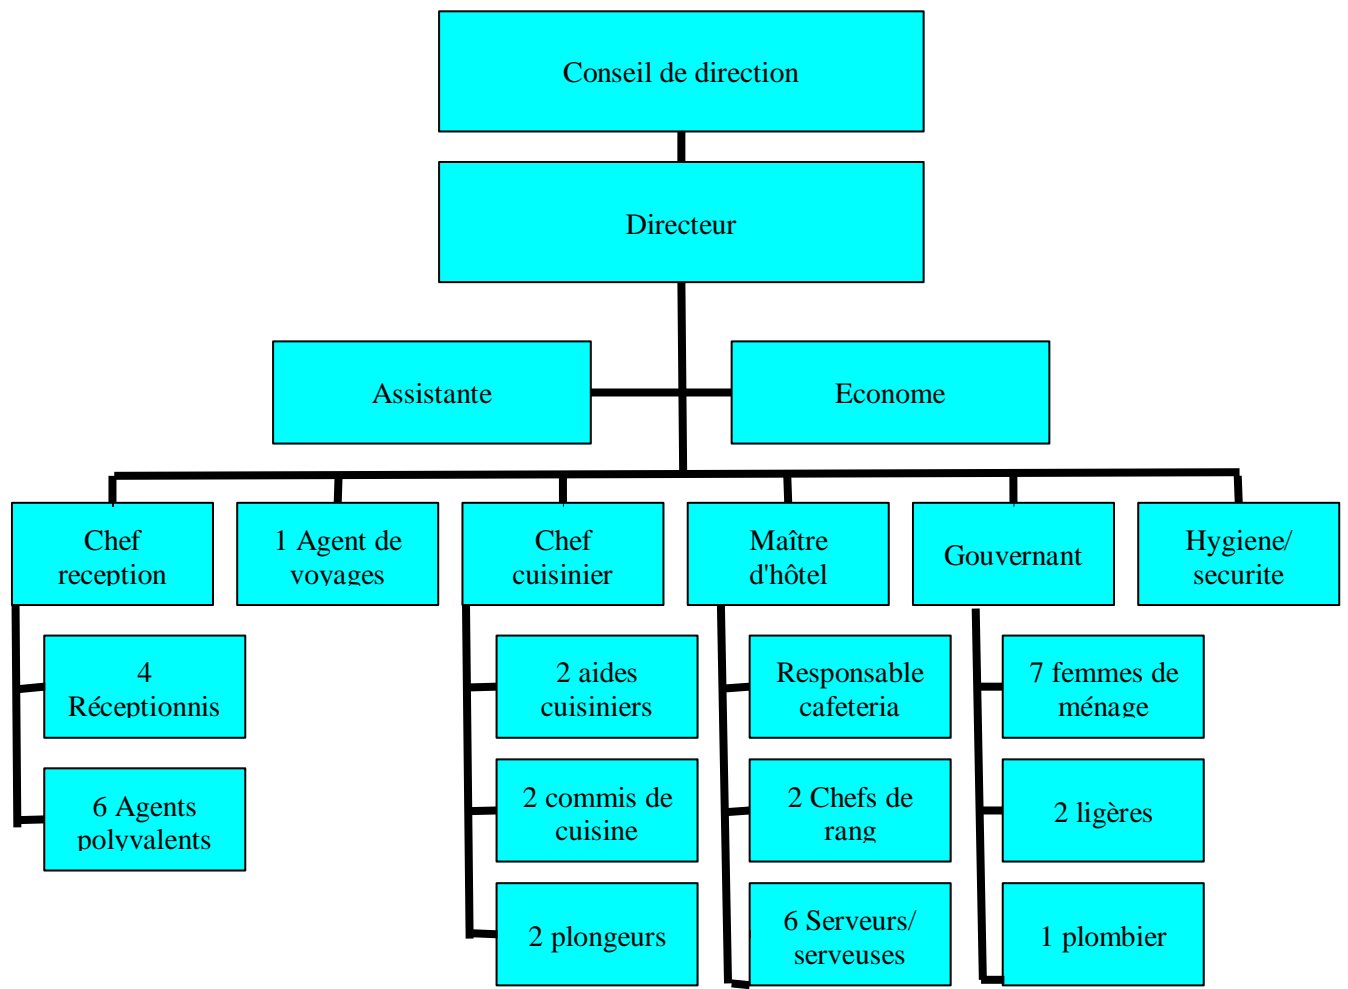 Conseil de direction
Directeur
Assistante
Econome
Chef
reception
1 Agent de
voyages
Chef
cuisinier
Maître
d'hôtel
Gouvernant
Hygiene/
securite
4
Réceptionnis
6 Agents
polyvalents
2 aides
cuisiniers
2 commis de
cuisine
2 plongeurs
Responsable
cafeteria
2 Chefs de
rang
6 Serveurs/
serveuses
7 femmes de
ménage
2 ligères
1 plombier